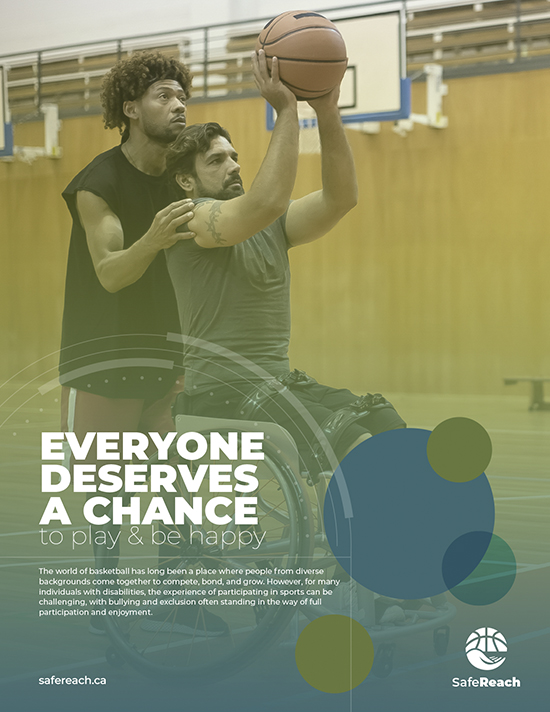 EVERYONE
DESERVES
A CHANCE
to play & be happy
The world of basketball has long been a place where people from diverse
backgrounds come together to compete, bond, and grow. However, for many
individuals with disabilities, the experience of participating in sports can be
challenging, with bullying and exclusion often standing in the way of full
participation and enjoyment.
safereach.ca
SafeReach